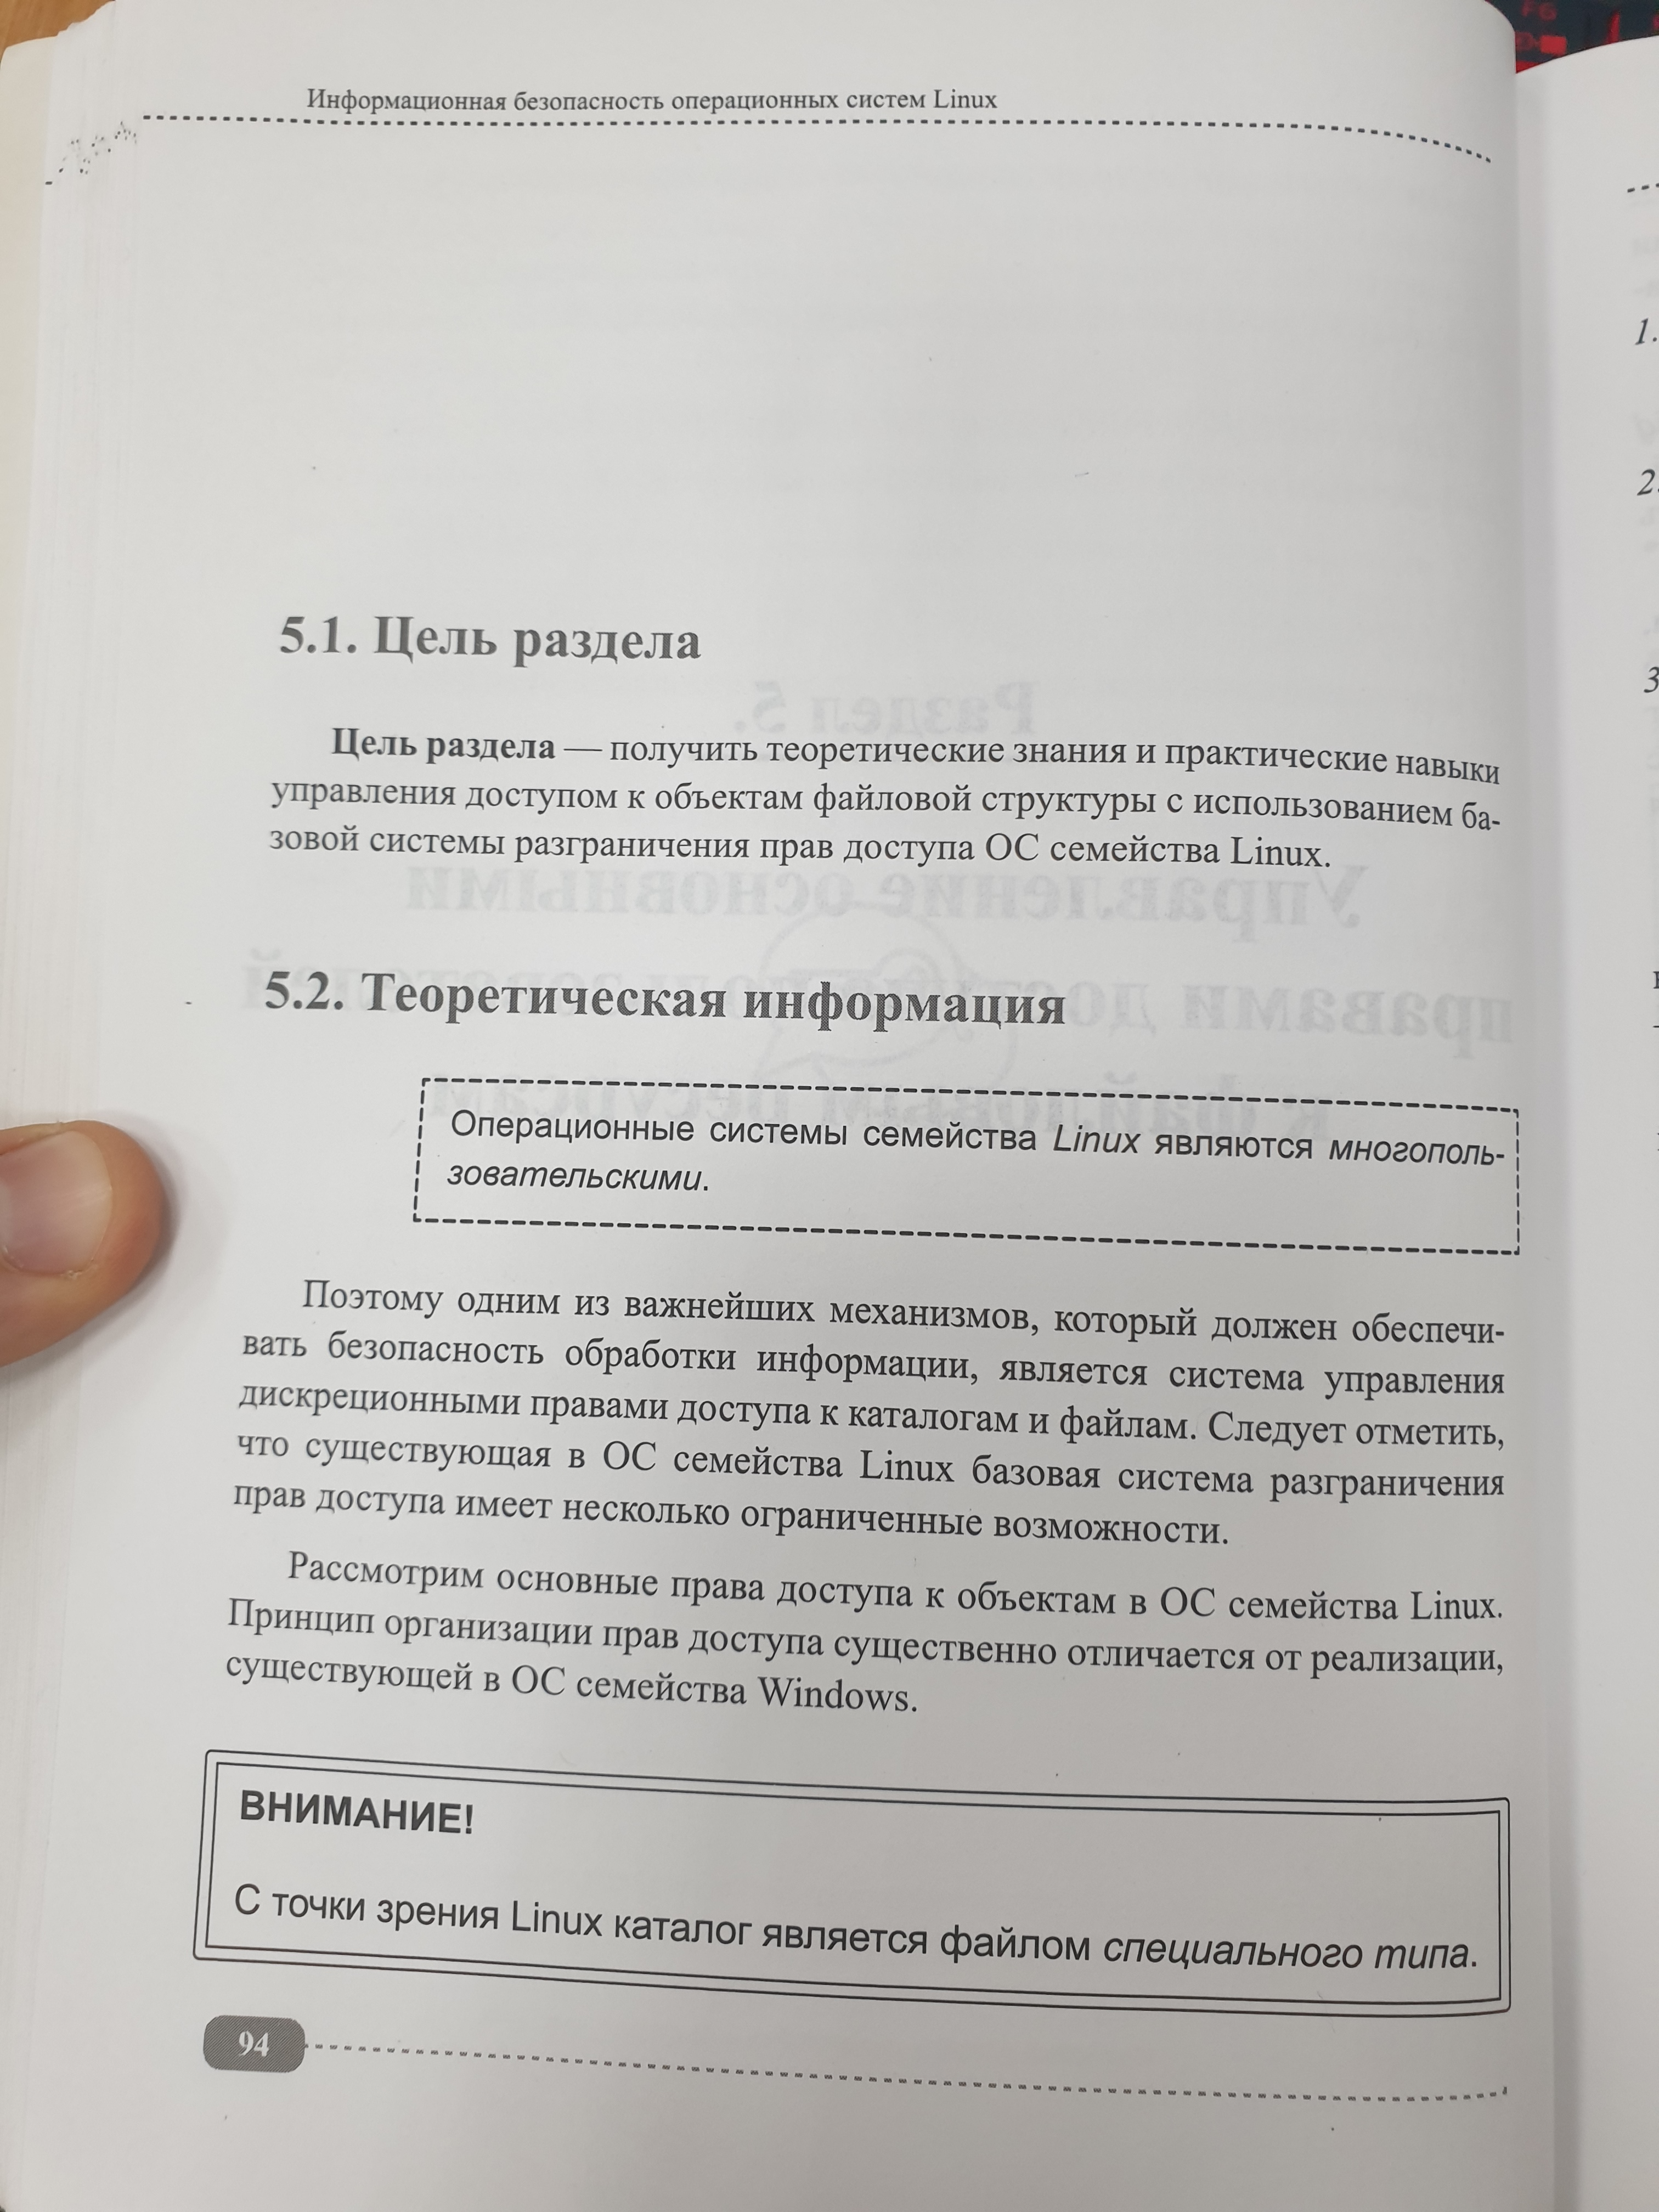 Информационная безопасность операционных систем Linux
5.1. Цель раздела
Цель раздела — получить теоретические знания и практические навыки
управления доступом к объектам файловой структуры с использованием ба-
зовой системы разграничения прав доступа ОС семейства Linux.
5.2. Теоретическая информация
Операционные системы семейства Linux являются многополь-
зовательскими.
Поэтому одним из важнейших механизмов, который должен обеспечи-
вать безопасность обработки информации, является система управления
дискреционными правами доступа к каталогам и файлам. Следует отметить,
что существующая в ОС семейства Linux базовая система разграничения
прав доступа имеет несколько ограниченные возможности.
Рассмотрим основные права доступа к объектам в ОС семейства Linux.
Принцип организации прав доступа существенно отличается от реализации,
существующей в ОС семейства Windows.
ВНИМАНИЕ!
С точки зрения Linux каталог является файлом специального типа.
94
1.
2.
3
F6